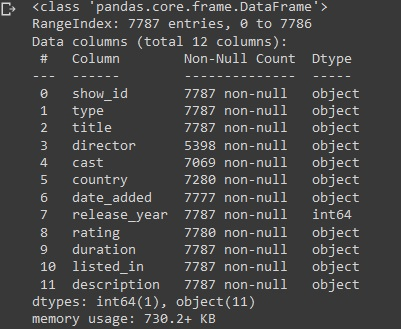 <class 'pandas.core.frame.DataFrame'>
RangeIndex: 7787 entries, 0 to 7786
Data columns (total 12 columns):
 #   Column        Non-Null Count  Dtype
---  ------        --------------  -----
 0   show_id       7787 non-null   object
 1   type          7787 non-null   object
 2   title         7787 non-null   object
 3   director      5398 non-null   object
 4   cast          7069 non-null   object
 5   country       7280 non-null   object
 6   date_added    7777 non-null   object
 7   release_year  7787 non-null   int64
 8   rating        7780 non-null   object
 9   duration      7787 non-null   object
 10  listed_in     7787 non-null   object
 11  description   7787 non-null   object
dtypes: int64(1), object(11)
memory usage: 730.2+ KB